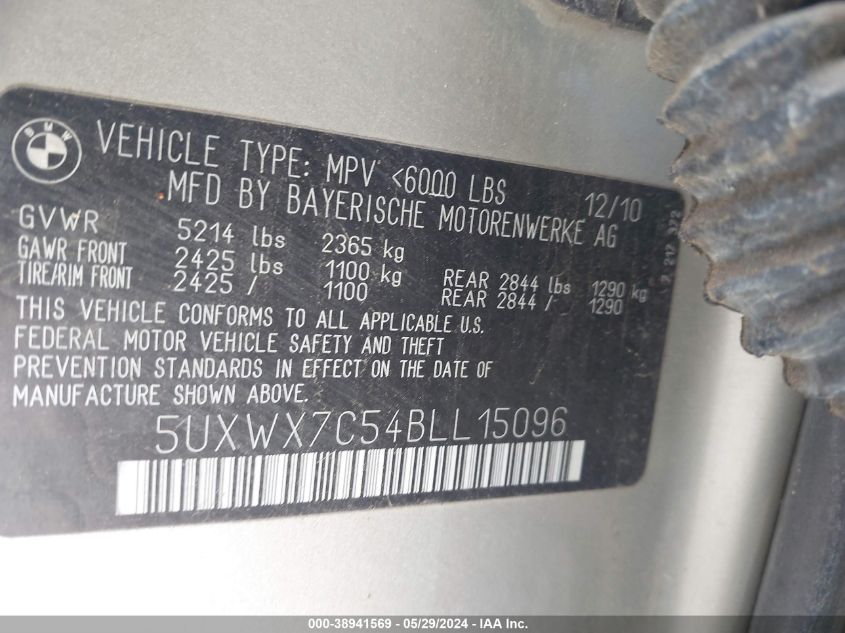 BMW
VEHICLE TYPE: MPV <6000 LBS 12/10
MFD BY BAYERISCHE MOTORENWERKE AG
GVWR 5214 lbs 2365 kg
GAWR FRONT 2425 lbs 1100 kg REAR 2844 lbs 1290 kg
TIRE/RIM FRONT 2425 / 1100 REAR 2844 / 1290
THIS VEHICLE CONFORMS TO ALL APPLICABLE U.S.
FEDERAL MOTOR VEHICLE SAFETY AND THEFT
PREVENTION STANDARDS IN EFFECT ON THE DATE OF
MANUFACTURE SHOWN ABOVE.
5UXWX7C54BLL15096
000-38941569 - 05/29/2024 - IAA Inc.